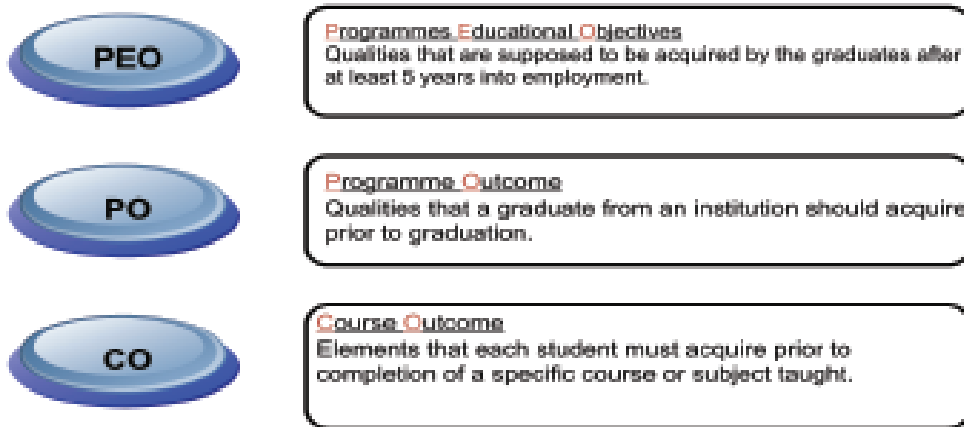 PEO
Programmes Educational Objectives
Qualities that are supposed to be acquired by the graduates after
at least 5 years into employment.
PO
Programme Outcome
Qualities that a graduate from an institution should acquire
prior to graduation.
CO
Course Outcome
Elements that each student must acquire prior to
completion of a specific course or subject taught.